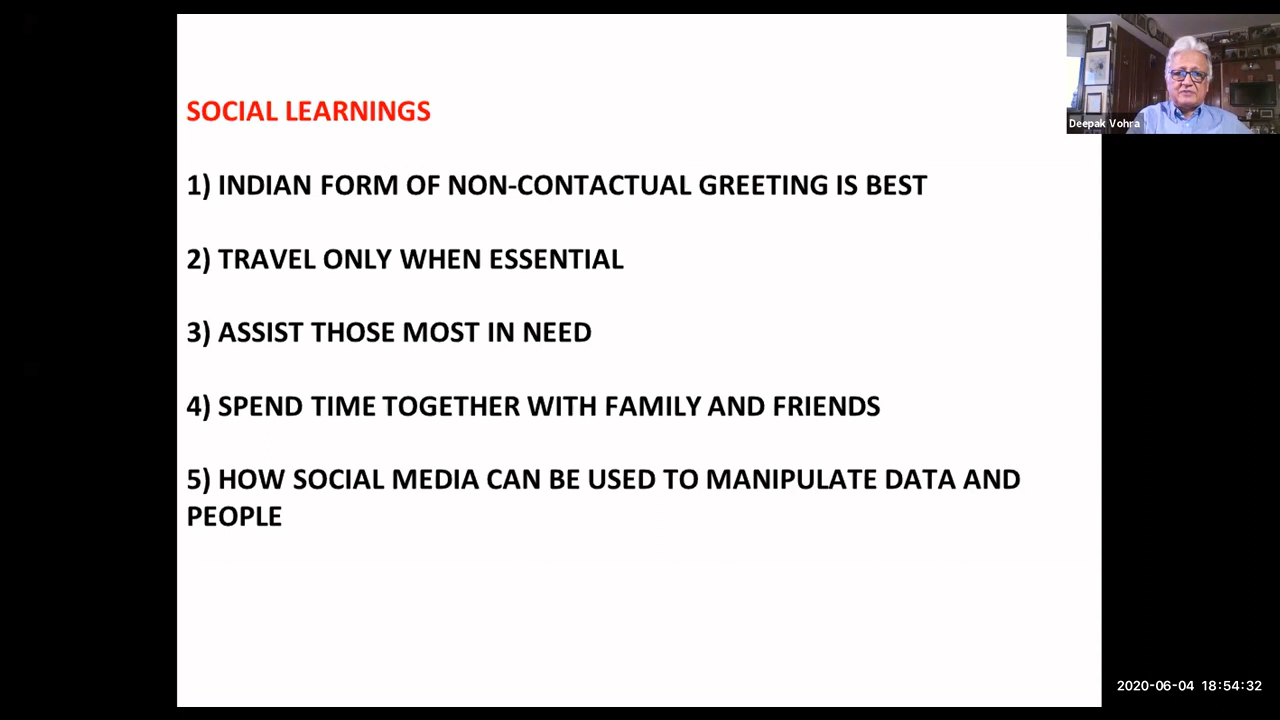 SOCIAL LEARNINGS
1) INDIAN FORM OF NON-CONTACTUAL GREETING IS BEST
2) TRAVEL ONLY WHEN ESSENTIAL
3) ASSIST THOSE MOST IN NEED
4) SPEND TIME TOGETHER WITH FAMILY AND FRIENDS
5) HOW SOCIAL MEDIA CAN BE USED TO MANIPULATE DATA AND
PEOPLE
Deepak Vohra
2020-06-04 18:54:32